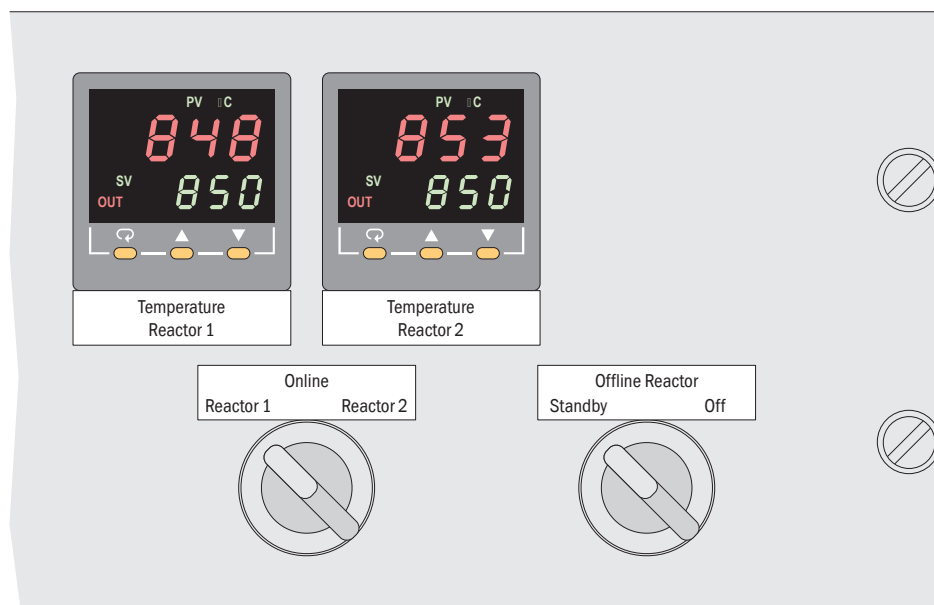 PV ▯C
848
SV
850
OUT
Temperature
Reactor 1
PV ▯C
853
SV
850
OUT
Temperature
Reactor 2
Online
Reactor 1 Reactor 2
Offline Reactor
Standby Off